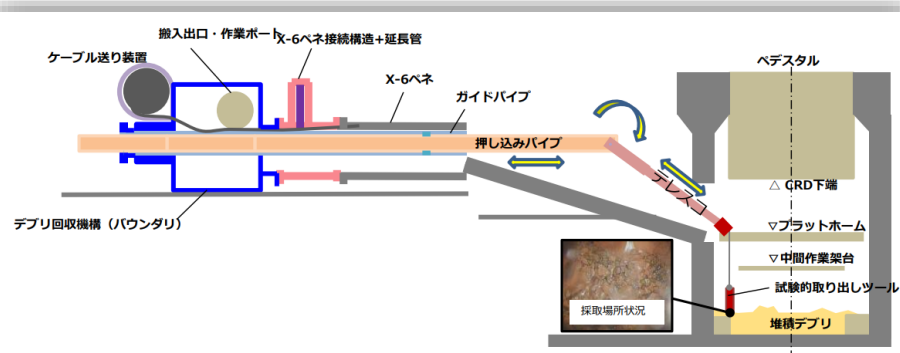 搬入出口・作業ポート
X-6ペネ接続構造+延長管
ケーブル送り装置
X-6ペネ
ペデスタル
ガイドパイプ
押し込みパイプ
テレスコ
△ CRD下端
デブリ回収機構（バウンダリ）
▽プラットホーム
▽中間作業架台
試験的取り出しツール
採取場所状況
堆積デブリ